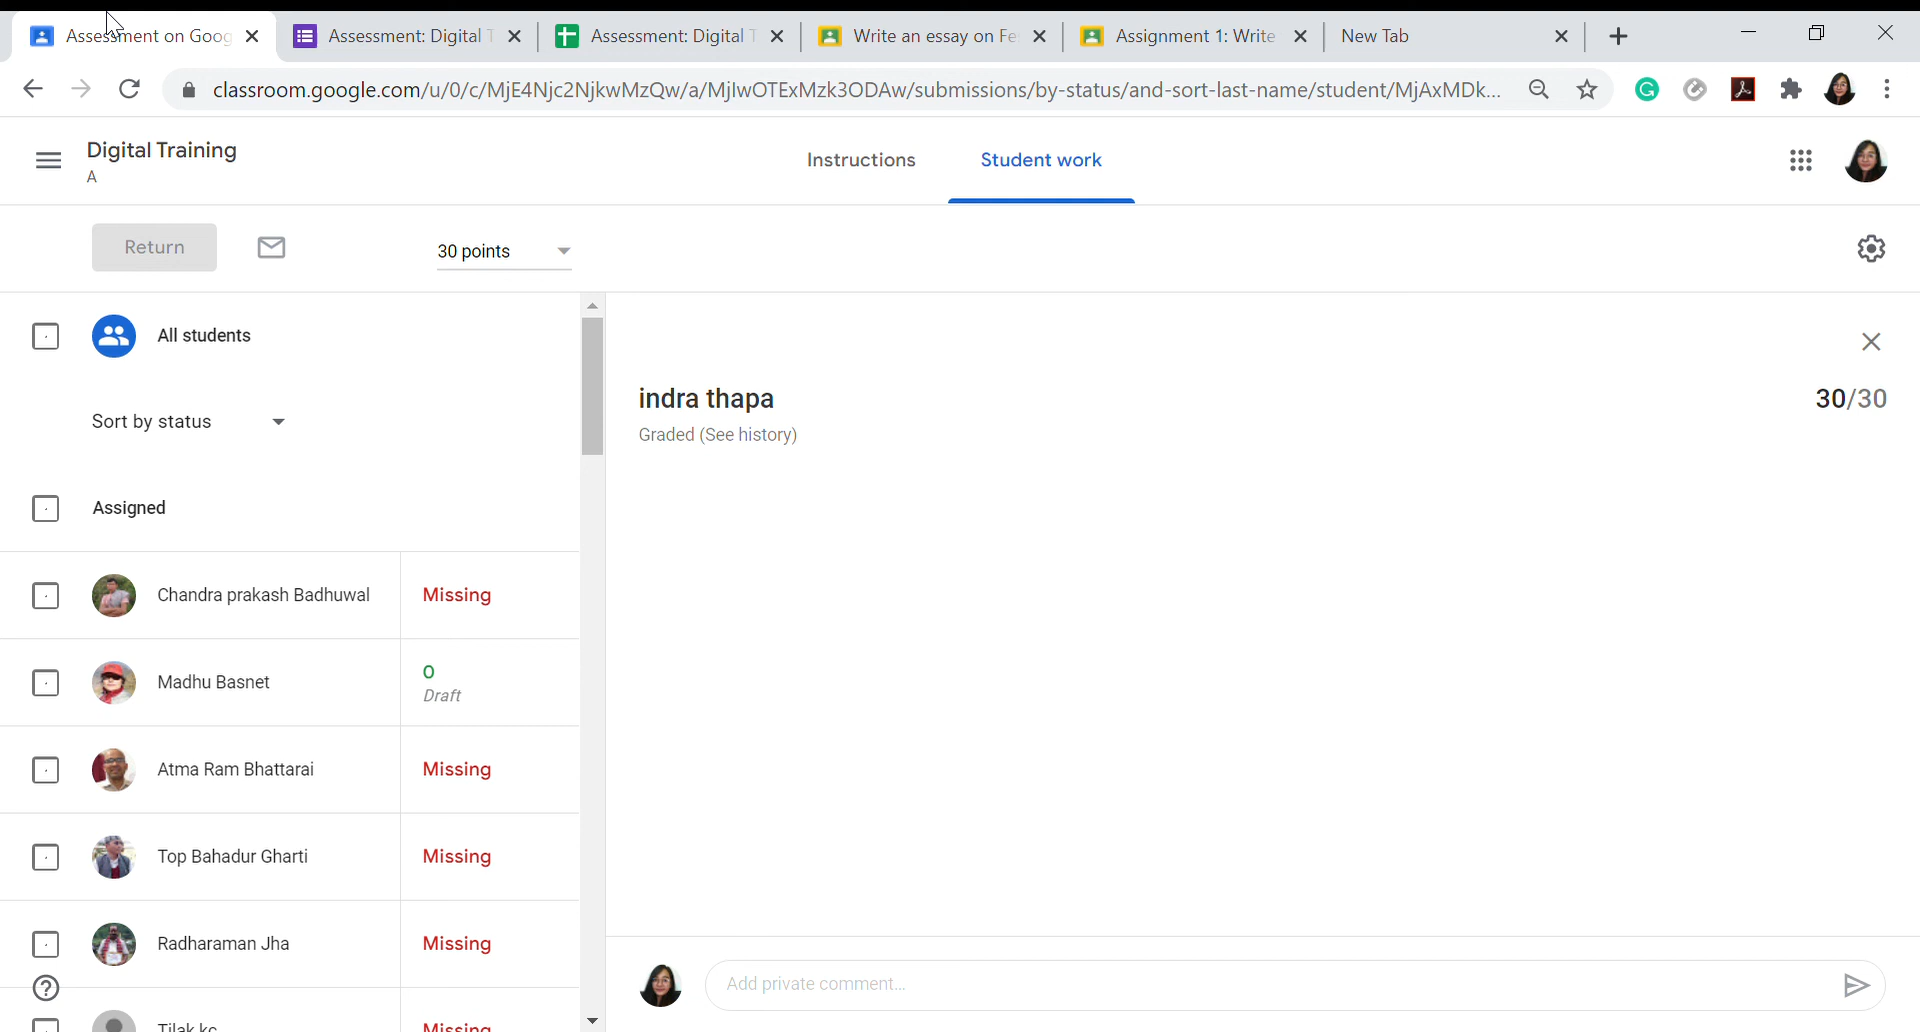 Assessment on Goog
Assessment: Digital T
Assessment: Digital T
Write an essay on Fe
Assignment 1: Write
New Tab
classroom.google.com/u/0/c/MjE4Njc2NjkwMzQw/a/MjIwOTExMzk3ODAw/submissions/by-status/and-sort-last-name/student/MjAxMDk...
Digital Training
A
Instructions
Student work
Return
30 points
All students
Sort by status
Assigned
Chandra prakash Badhuwal
Missing
Madhu Basnet
0
Draft
Atma Ram Bhattarai
Missing
Top Bahadur Gharti
Missing
Radharaman Jha
Missing
Tilak kc
Missing
indra thapa
30/30
Graded (See history)
Add private comment...